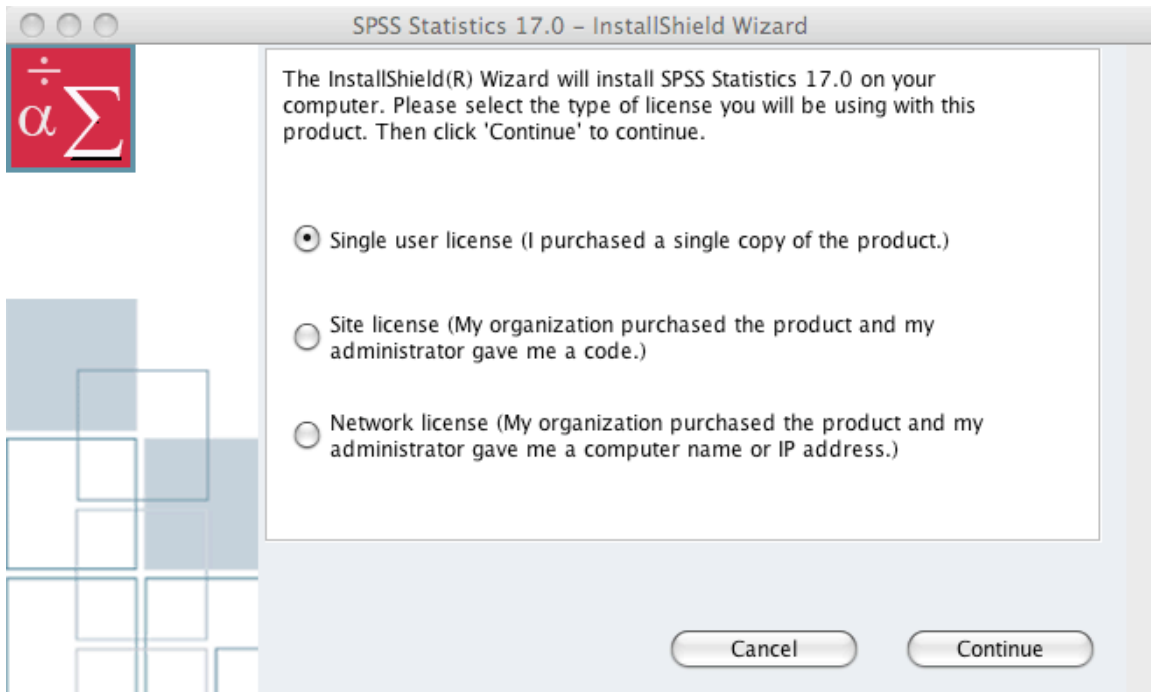 SPSS Statistics 17.0 – InstallShield Wizard
÷
α Σ
The InstallShield(R) Wizard will install SPSS Statistics 17.0 on your
computer. Please select the type of license you will be using with this
product. Then click 'Continue' to continue.
Single user license (I purchased a single copy of the product.)
Site license (My organization purchased the product and my
administrator gave me a code.)
Network license (My organization purchased the product and my
administrator gave me a computer name or IP address.)
Cancel
Continue